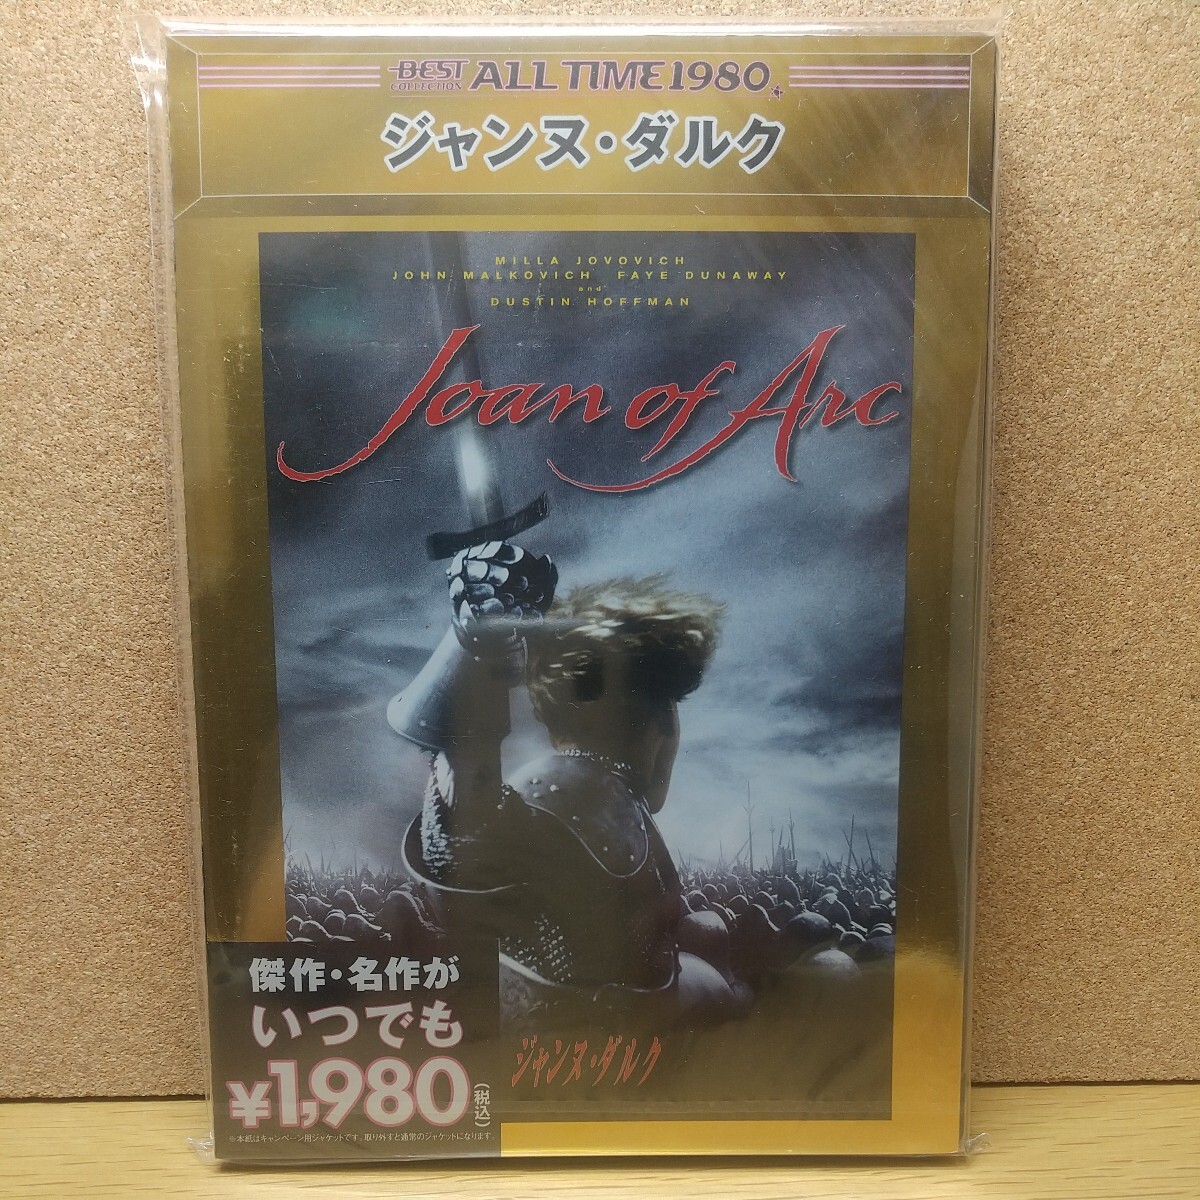 BEST COLLECTION ALL TIME 1980
ジャンヌ・ダルク
MILLA JOVOVICH
JOHN MALKOVICH FAYE DUNAWAY
and
DUSTIN HOFFMAN
Joan of Arc
傑作・名作が
いつでも
¥1,980(税込)
※本紙はキャンペーン用ジャケットです。取り外すと通常のジャケットになります。
ジャンヌ・ダルク